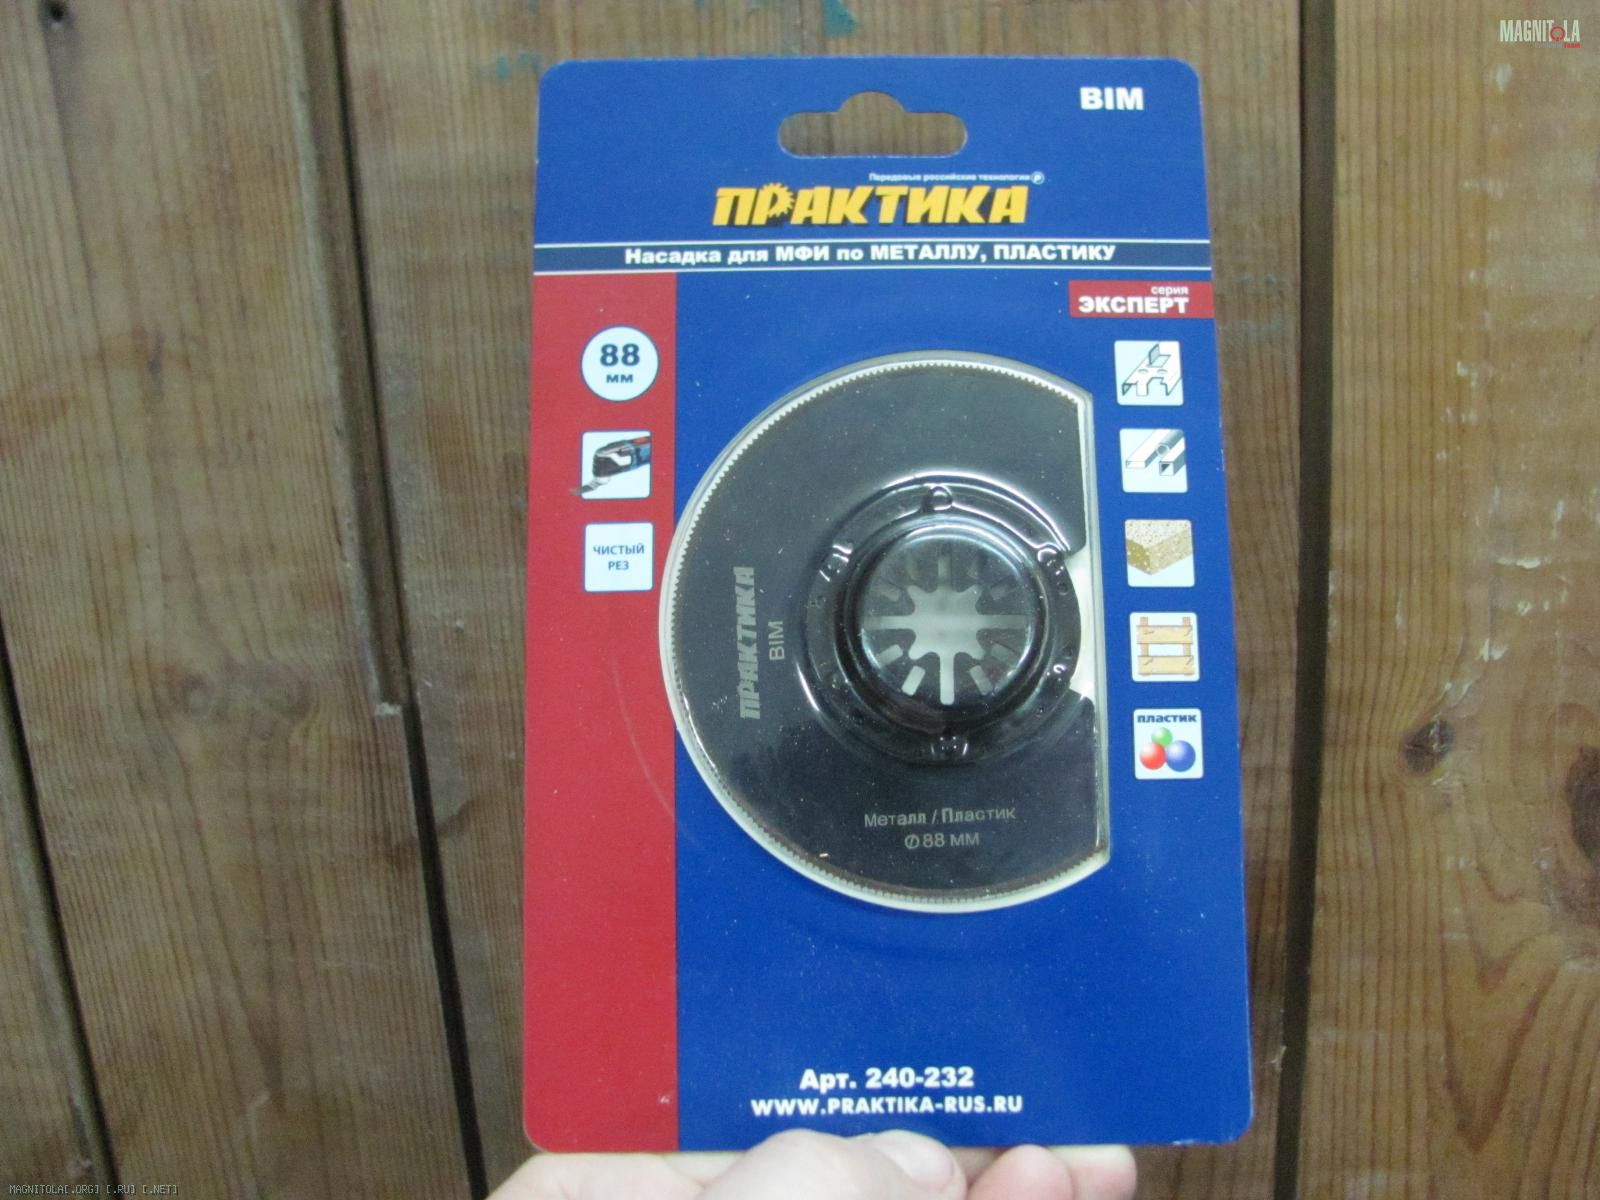 MAGNITOLA
Team
BIM
Передовые российские технологии
ПРАКТИКА
Насадка для МФИ по МЕТАЛЛУ, ПЛАСТИКУ
серия
ЭКСПЕРТ
88
мм
ЧИСТЫЙ
РЕЗ
ПЛАСТИК
ПРАКТИКА
BIM
Металл / Пластик
Ø 88 мм
Арт. 240-232
WWW.PRAKTIKA-RUS.RU
MAGNITOLA[.ORG] [.RU] [.NET]